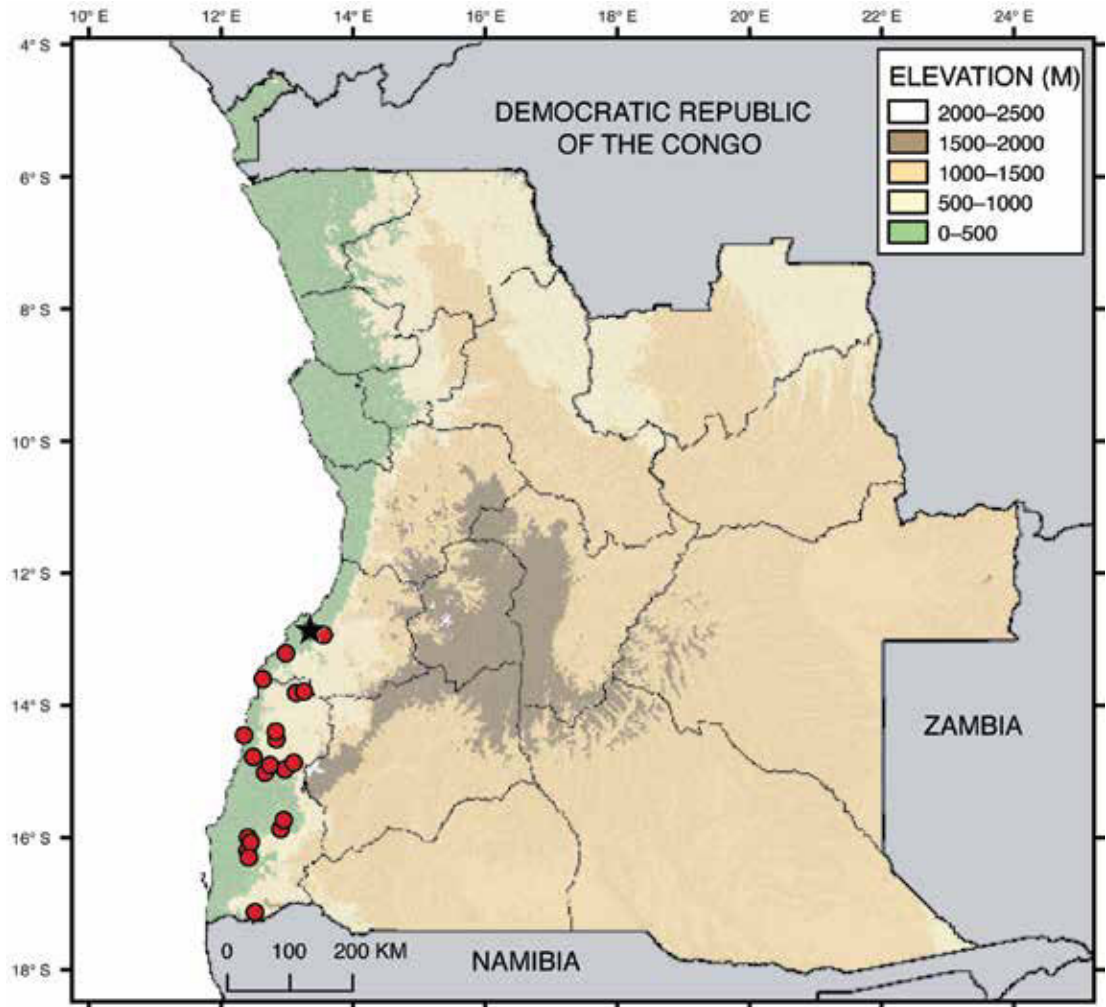 10° E 12° E 14° E 16° E 18° E 20° E 22° E 24° E
4° S
6° S
8° S
10° S
12° S
14° S
16° S
18° S
ELEVATION (M)
2000–2500
1500–2000
1000–1500
500–1000
0–500
DEMOCRATIC REPUBLIC
OF THE CONGO
ZAMBIA
NAMIBIA
0 100 200 KM